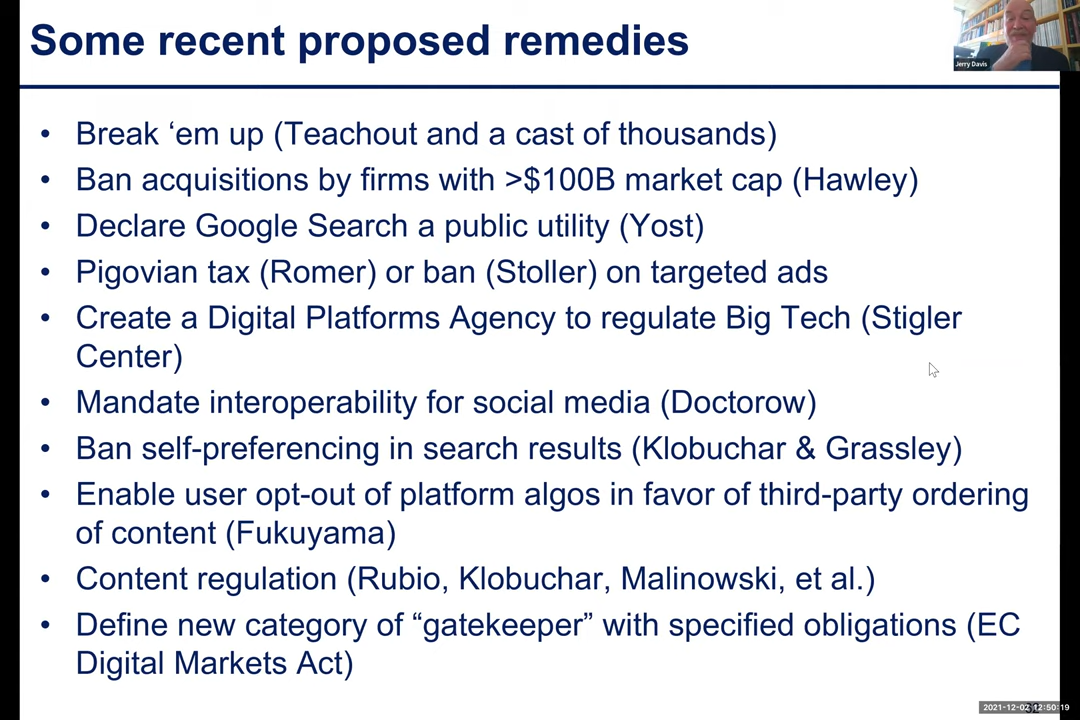 Some recent proposed remedies
Jerry Davis
• Break ‘em up (Teachout and a cast of thousands)
• Ban acquisitions by firms with >$100B market cap (Hawley)
• Declare Google Search a public utility (Yost)
• Pigovian tax (Romer) or ban (Stoller) on targeted ads
• Create a Digital Platforms Agency to regulate Big Tech (Stigler
Center)
• Mandate interoperability for social media (Doctorow)
• Ban self-preferencing in search results (Klobuchar & Grassley)
• Enable user opt-out of platform algos in favor of third-party ordering
of content (Fukuyama)
• Content regulation (Rubio, Klobuchar, Malinowski, et al.)
• Define new category of “gatekeeper” with specified obligations (EC
Digital Markets Act)
2021-12-02 12:50:19